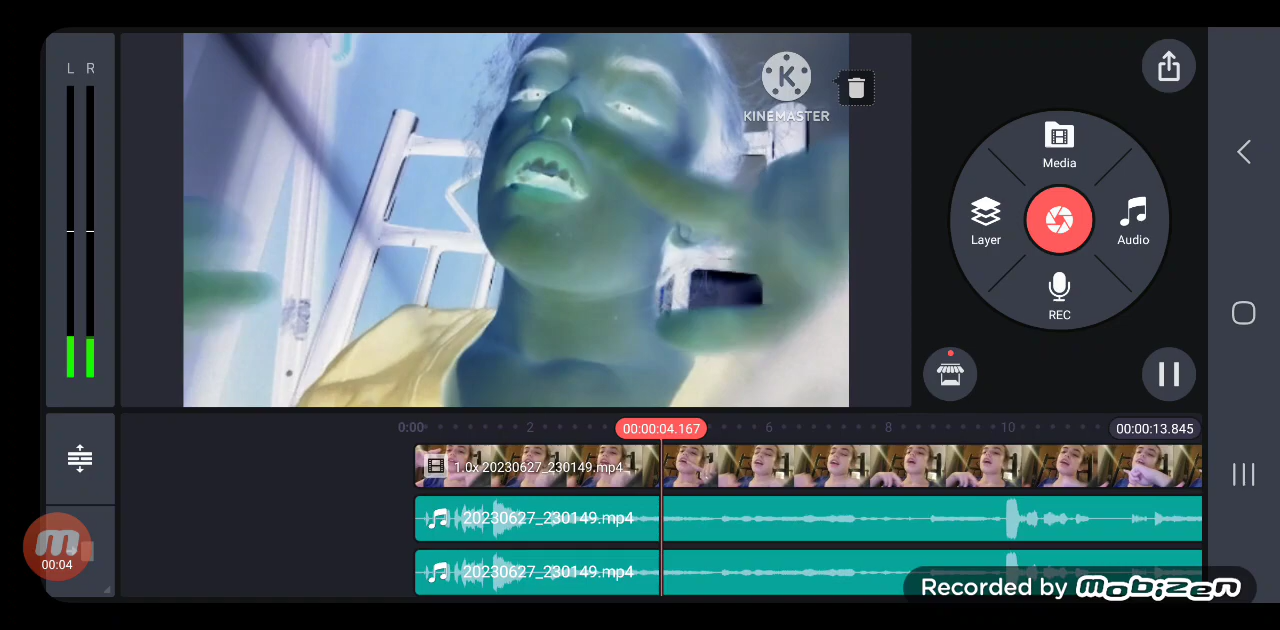 L R
KINEMASTER
Media
Layer
Audio
REC
0:00
2
00:00:04.167
6
8
10
00:00:13.845
1.0x 20230627_230149.mp4
20230627_230149.mp4
20230627_230149.mp4
00:04
Recorded by mobizen